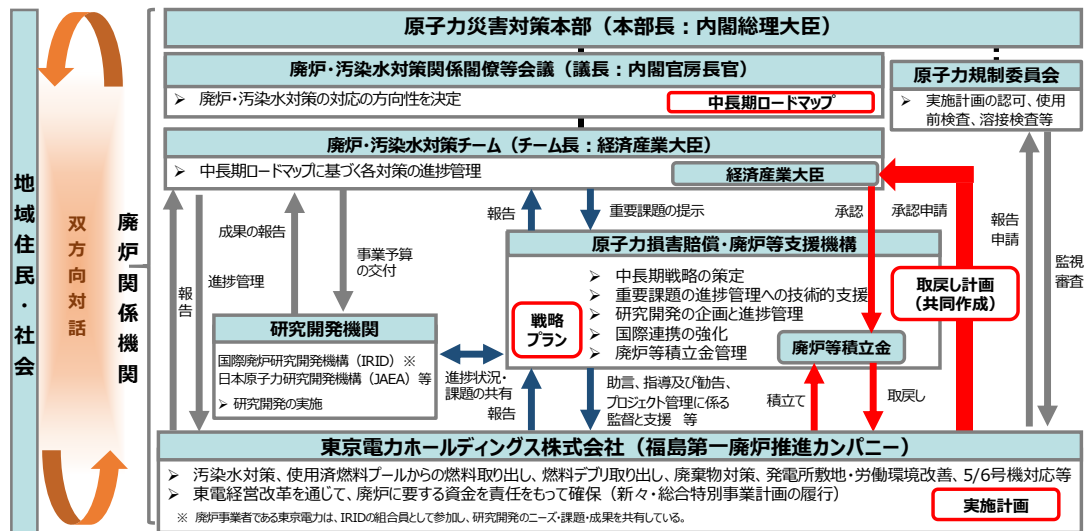 原子力災害対策本部（本部長：内閣総理大臣）
廃炉・汚染水対策関係閣僚等会議（議長：内閣官房長官）
➢ 廃炉・汚染水対策の対応の方向性を決定
中長期ロードマップ
原子力規制委員会
➢ 実施計画の認可、使用
前検査、溶接検査等
廃炉・汚染水対策チーム（チーム長：経済産業大臣）
➢ 中長期ロードマップに基づく各対策の進捗管理
経済産業大臣
地域住民・社会
双方向対話
廃炉関係機関
報告
進捗管理
成果の報告
事業予算
の交付
報告
重要課題の提示
承認
承認申請
報告
申請
監視
審査
原子力損害賠償・廃炉等支援機構
➢ 中長期戦略の策定
➢ 重要課題の進捗管理への技術的支援
➢ 研究開発の企画と進捗管理
➢ 国際連携の強化
➢ 廃炉等積立金管理
戦略
プラン
廃炉等積立金
取戻し計画
（共同作成）
研究開発機関
国際廃炉研究開発機構（IRID）※
日本原子力研究開発機構（JAEA）等
➢ 研究開発の実施
進捗状況・
課題の共有
報告
助言、指導及び勧告、
プロジェクト管理に係る
監督と支援 等
積立て
取戻し
東京電力ホールディングス株式会社（福島第一廃炉推進カンパニー）
➢ 汚染水対策、使用済燃料プールからの燃料取り出し、燃料デブリ取り出し、廃棄物対策、発電所敷地・労働環境改善、5/6号機対応等
➢ 東電経営改革を通じて、廃炉に要する資金を責任をもって確保（新々・総合特別事業計画の履行）
実施計画
※ 廃炉事業者である東京電力は、IRIDの組合員として参加し、研究開発のニーズ・課題・成果を共有している。